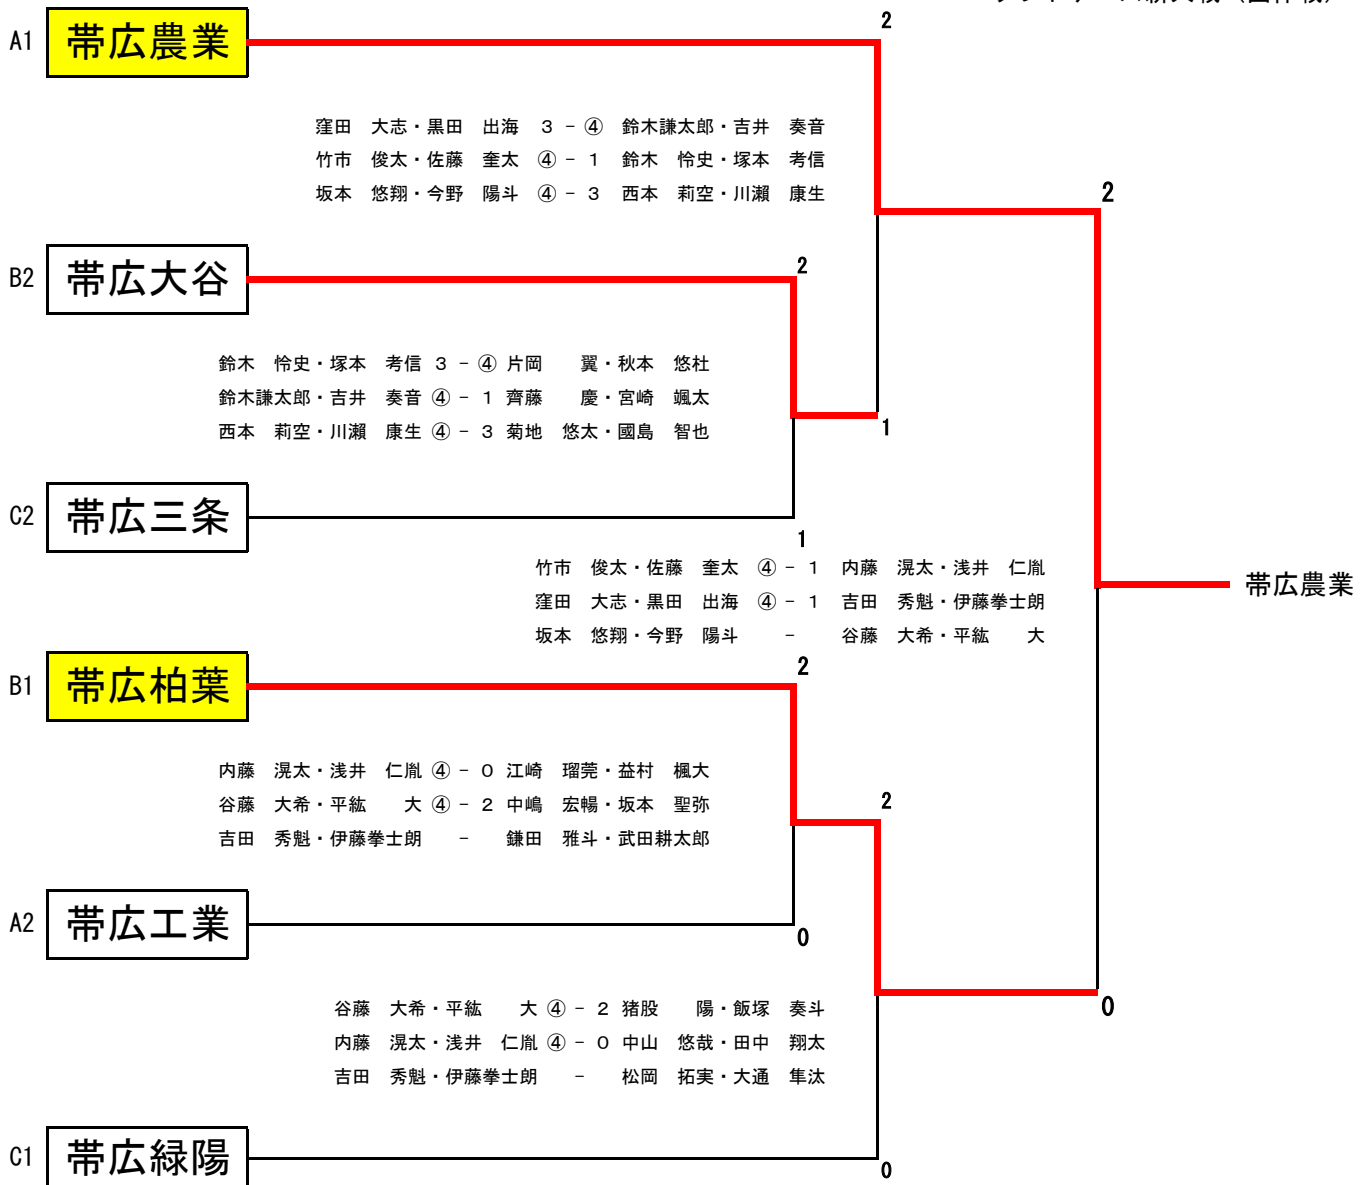 2
A1 帯広農業
窪田　大志・黒田　出海 3 - ④ 鈴木謙太郎・吉井　奏音
竹市　俊太・佐藤　奎太 ④ - 1 鈴木　怜史・塚本　考信
坂本　悠翔・今野　陽斗 ④ - 3 西本　莉空・川瀬　康生
2
B2 帯広大谷
2
鈴木　怜史・塚本　考信 3 - ④ 片岡　　翼・秋本　悠杜
鈴木謙太郎・吉井　奏音 ④ - 1 齊藤　　慶・宮崎　颯太
西本　莉空・川瀬　康生 ④ - 3 菊地　悠太・國島　智也
1
C2 帯広三条
1
竹市　俊太・佐藤　奎太 ④ - 1 内藤　滉太・浅井　仁胤
窪田　大志・黒田　出海 ④ - 1 吉田　秀魁・伊藤拳士朗
坂本　悠翔・今野　陽斗 - 谷藤　大希・平紘　　大
帯広農業
B1 帯広柏葉
2
内藤　滉太・浅井　仁胤 ④ - 0 江崎　瑠莞・益村　楓大
谷藤　大希・平紘　　大 ④ - 2 中嶋　宏暢・坂本　聖弥
吉田　秀魁・伊藤拳士朗 - 鎌田　雅斗・武田耕太郎
2
A2 帯広工業
0
谷藤　大希・平紘　　大 ④ - 2 猪股　　陽・飯塚　奏斗
内藤　滉太・浅井　仁胤 ④ - 0 中山　悠哉・田中　翔太
吉田　秀魁・伊藤拳士朗 - 松岡　拓実・大通　隼汰
0
C1 帯広緑陽
0